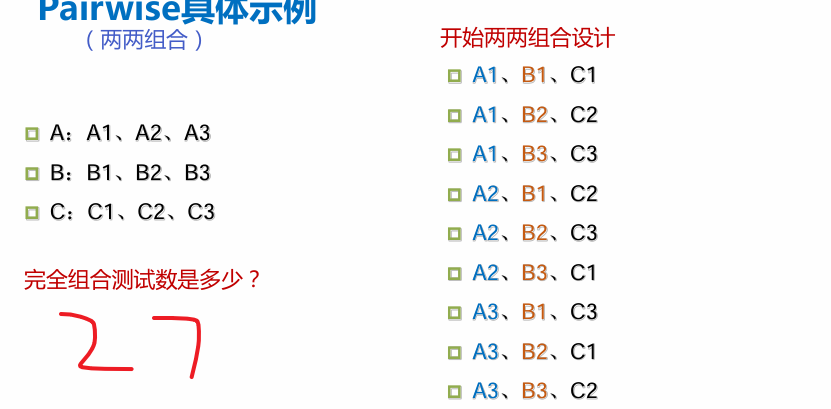 Pairwise具体示例
（两两组合）
A：A1、A2、A3
B：B1、B2、B3
C：C1、C2、C3
完全组合测试数是多少？
27
开始两两组合设计
A1、B1、C1
A1、B2、C2
A1、B3、C3
A2、B1、C2
A2、B2、C3
A2、B3、C1
A3、B1、C3
A3、B2、C1
A3、B3、C2